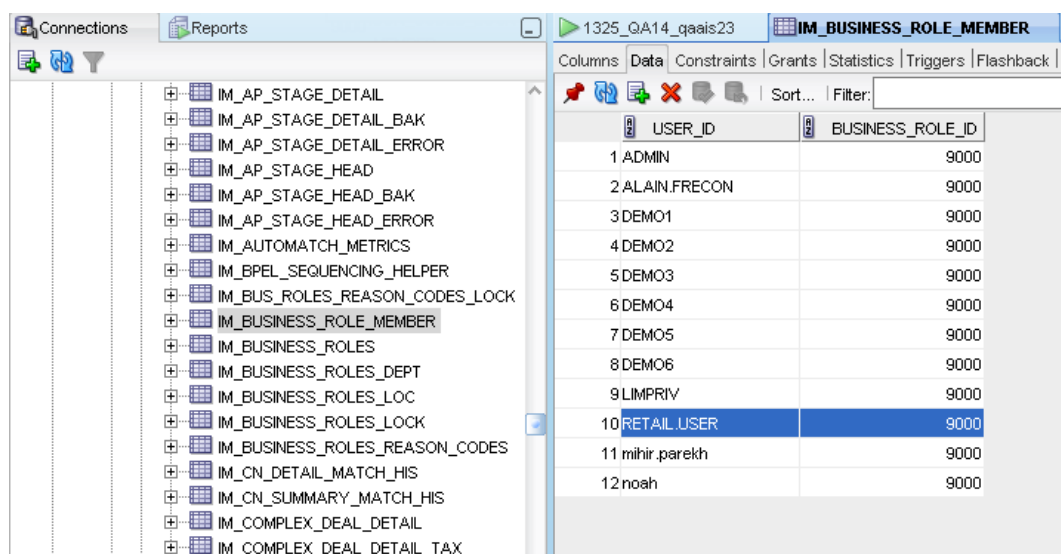 Connections Reports
IM_AP_STAGE_DETAIL
IM_AP_STAGE_DETAIL_BAK
IM_AP_STAGE_DETAIL_ERROR
IM_AP_STAGE_HEAD
IM_AP_STAGE_HEAD_BAK
IM_AP_STAGE_HEAD_ERROR
IM_AUTOMATCH_METRICS
IM_BPEL_SEQUENCING_HELPER
IM_BUS_ROLES_REASON_CODES_LOCK
IM_BUSINESS_ROLE_MEMBER
IM_BUSINESS_ROLES
IM_BUSINESS_ROLES_DEPT
IM_BUSINESS_ROLES_LOC
IM_BUSINESS_ROLES_LOCK
IM_BUSINESS_ROLES_REASON_CODES
IM_CN_DETAIL_MATCH_HIS
IM_CN_SUMMARY_MATCH_HIS
IM_COMPLEX_DEAL_DETAIL
IM_COMPLEX_DEAL_DETAIL_TAX
1325_QA14_qaais23 IM_BUSINESS_ROLE_MEMBER
Columns Data Constraints Grants Statistics Triggers Flashback
Sort... Filter:
USER_ID BUSINESS_ROLE_ID
1 ADMIN 9000
2 ALAIN.FRECON 9000
3 DEMO1 9000
4 DEMO2 9000
5 DEMO3 9000
6 DEMO4 9000
7 DEMO5 9000
8 DEMO6 9000
9 LIMPRIV 9000
10 RETAIL.USER 9000
11 mihir.parekh 9000
12 noah 9000